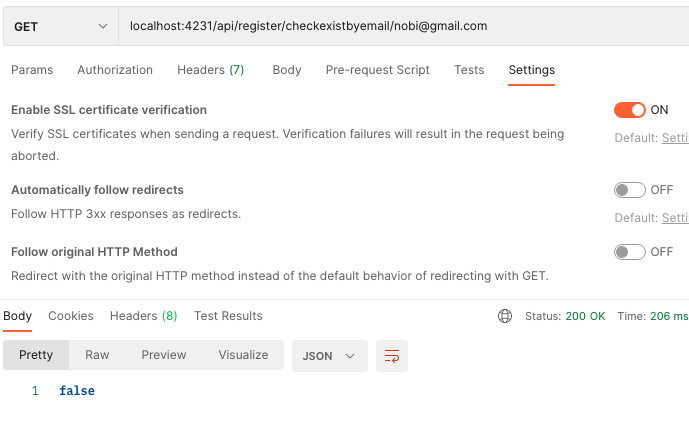 GET localhost:4231/api/register/checkexistbyemail/nobi@gmail.com
Params Authorization Headers (7) Body Pre-request Script Tests Settings
Enable SSL certificate verification ON
Verify SSL certificates when sending a request. Verification failures will result in the request being Default: Setti
aborted.
Automatically follow redirects OFF
Follow HTTP 3xx responses as redirects. Default: Setti
Follow original HTTP Method OFF
Redirect with the original HTTP method instead of the default behavior of redirecting with GET.
Body Cookies Headers (8) Test Results Status: 200 OK Time: 206 ms
Pretty Raw Preview Visualize JSON
1 false